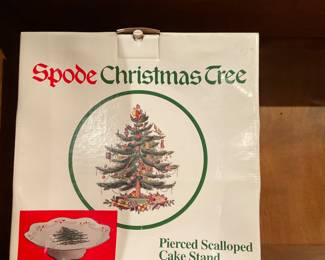 Spode Christmas Tree
Pierced Scalloped
Cake Stand